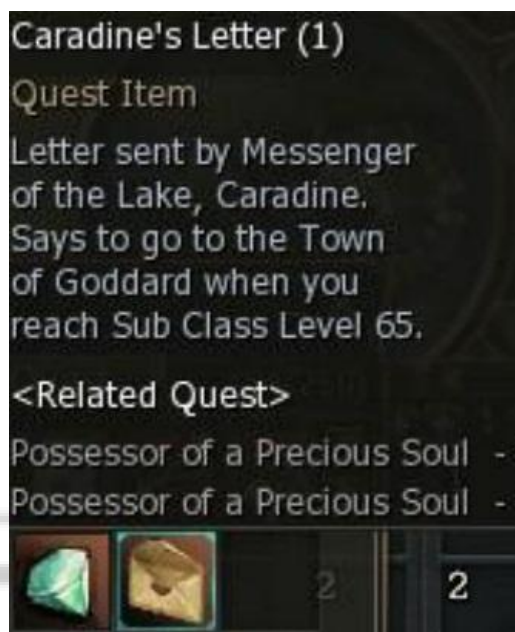 Caradine's Letter (1)
Quest Item
Letter sent by Messenger
of the Lake, Caradine.
Says to go to the Town
of Goddard when you
reach Sub Class Level 65.
<Related Quest>
Possessor of a Precious Soul -
Possessor of a Precious Soul -
2 2